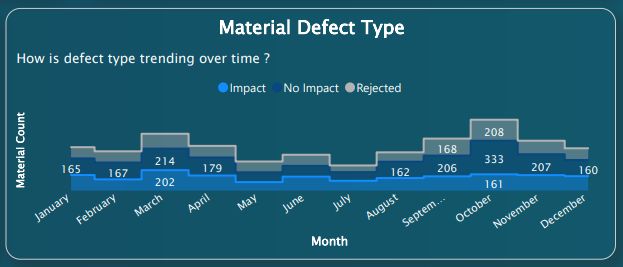 Material Defect Type
How is defect type trending over time ?
Impact No Impact Rejected
Material Count
208
168
214 333
165 167 179 162 206 207 160
202 161
January February March April May June July August Septem... October November December
Month